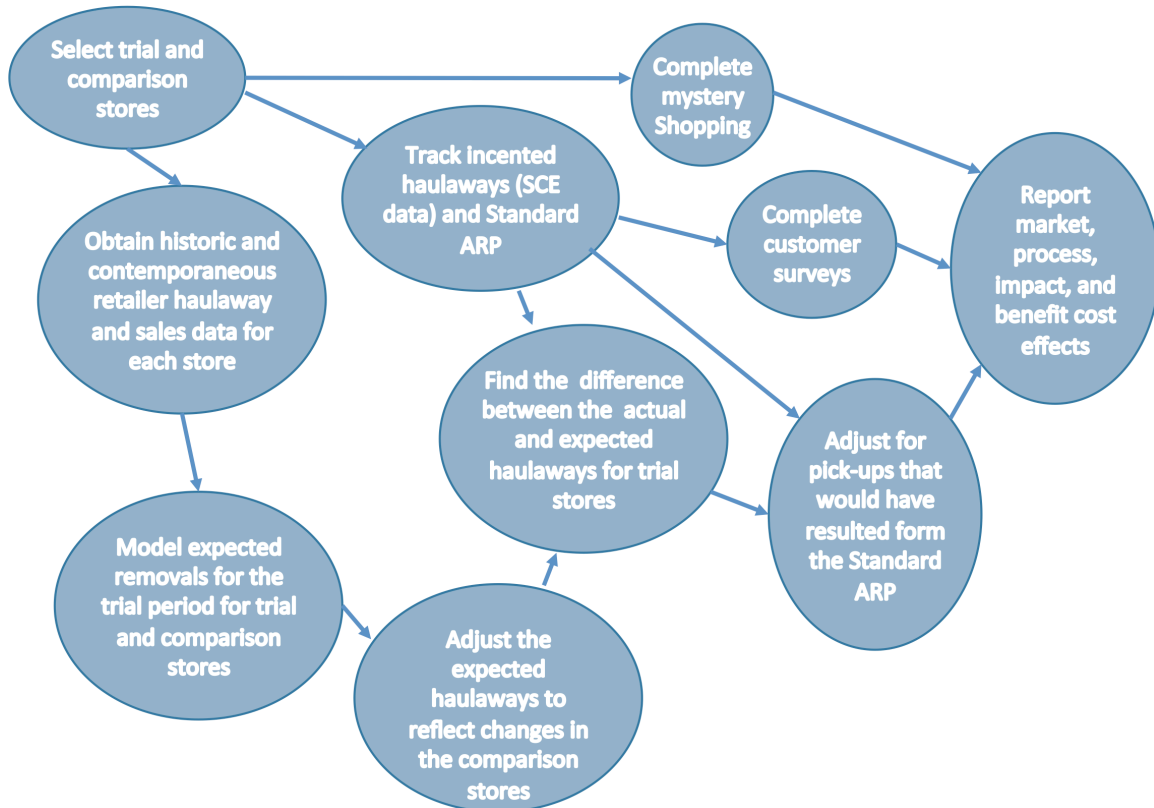 Select trial and
comparison
stores
Complete
mystery
Shopping
Track incented
haulaways (SCE
data) and Standard
ARP
Report
market,
process,
impact, and
benefit cost
effects
Obtain historic and
contemporaneous
retailer haulaway
and sales data for
each store
Complete
customer
surveys
Find the difference
between the actual
and expected
haulaways for trial
stores
Adjust for
pick-ups that
would have
resulted form
the Standard
ARP
Model expected
removals for the
trial period for trial
and comparison
stores
Adjust the
expected
haulaways to
reflect changes in
the comparison
stores